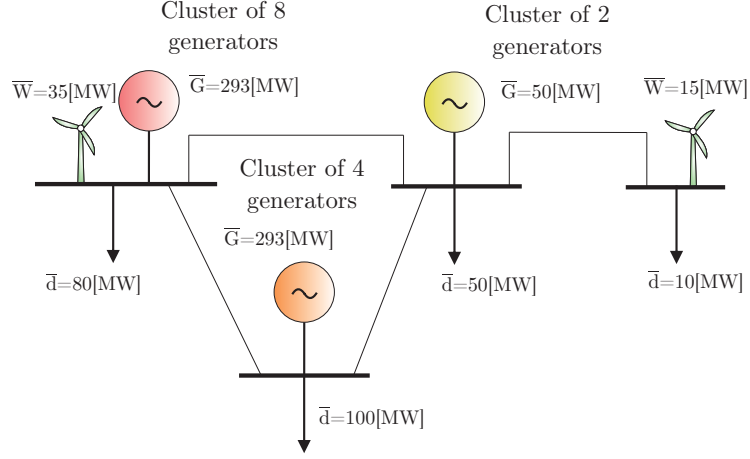 Cluster of 8
generators
Cluster of 2
generators
W̅=35[MW]
G̅=293[MW]
G̅=50[MW]
W̅=15[MW]
Cluster of 4
generators
G̅=293[MW]
d̅=80[MW]
d̅=50[MW]
d̅=10[MW]
d̅=100[MW]